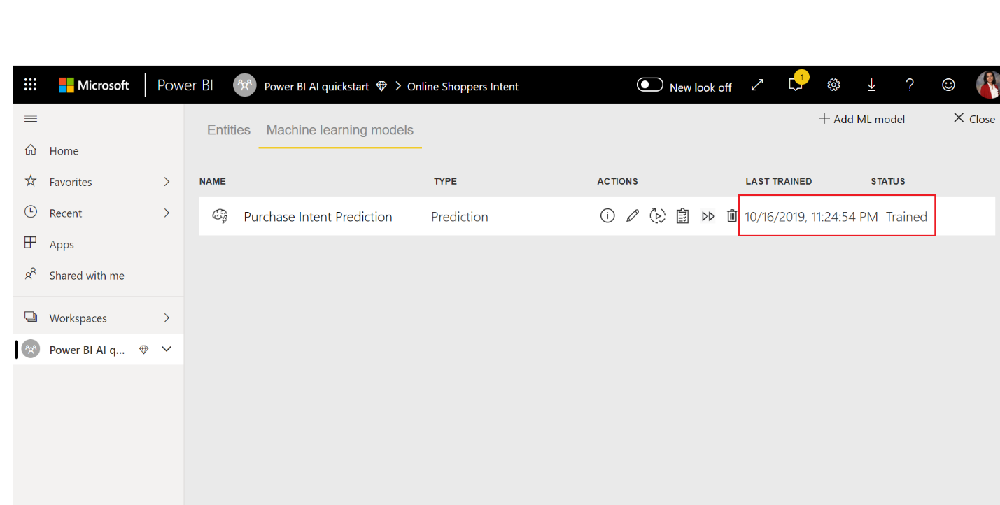 Microsoft Power BI Power BI AI quickstart > Online Shoppers Intent New look off 1
+ Add ML model | Close
Entities Machine learning models
Home
Favorites
Recent
Apps
Shared with me
Workspaces
Power BI AI q...
NAME TYPE ACTIONS LAST TRAINED STATUS
Purchase Intent Prediction Prediction 10/16/2019, 11:24:54 PM Trained